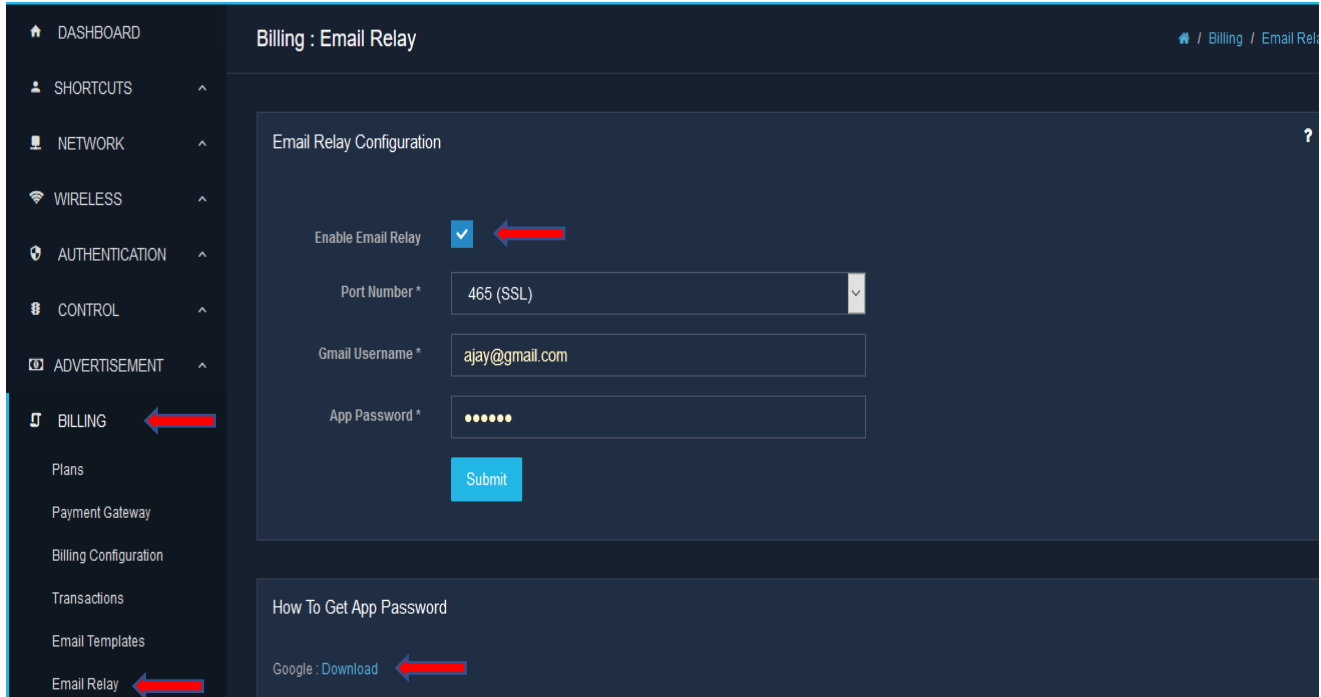 DASHBOARD
SHORTCUTS
NETWORK
WIRELESS
AUTHENTICATION
CONTROL
ADVERTISEMENT
BILLING
Plans
Payment Gateway
Billing Configuration
Transactions
Email Templates
Email Relay
Billing : Email Relay
/ Billing / Email Rela
Email Relay Configuration
?
Enable Email Relay
Port Number * 465 (SSL)
Gmail Username * ajay@gmail.com
App Password * ••••••
Submit
How To Get App Password
Google : Download